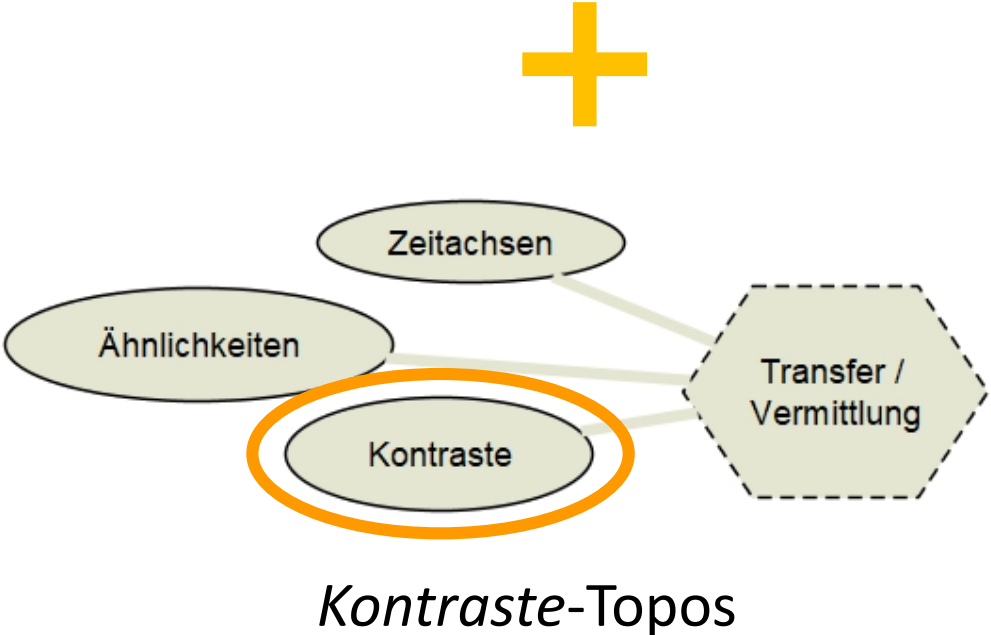 Zeitachsen
Ähnlichkeiten
Transfer /
Vermittlung
Kontraste
Kontraste-Topos